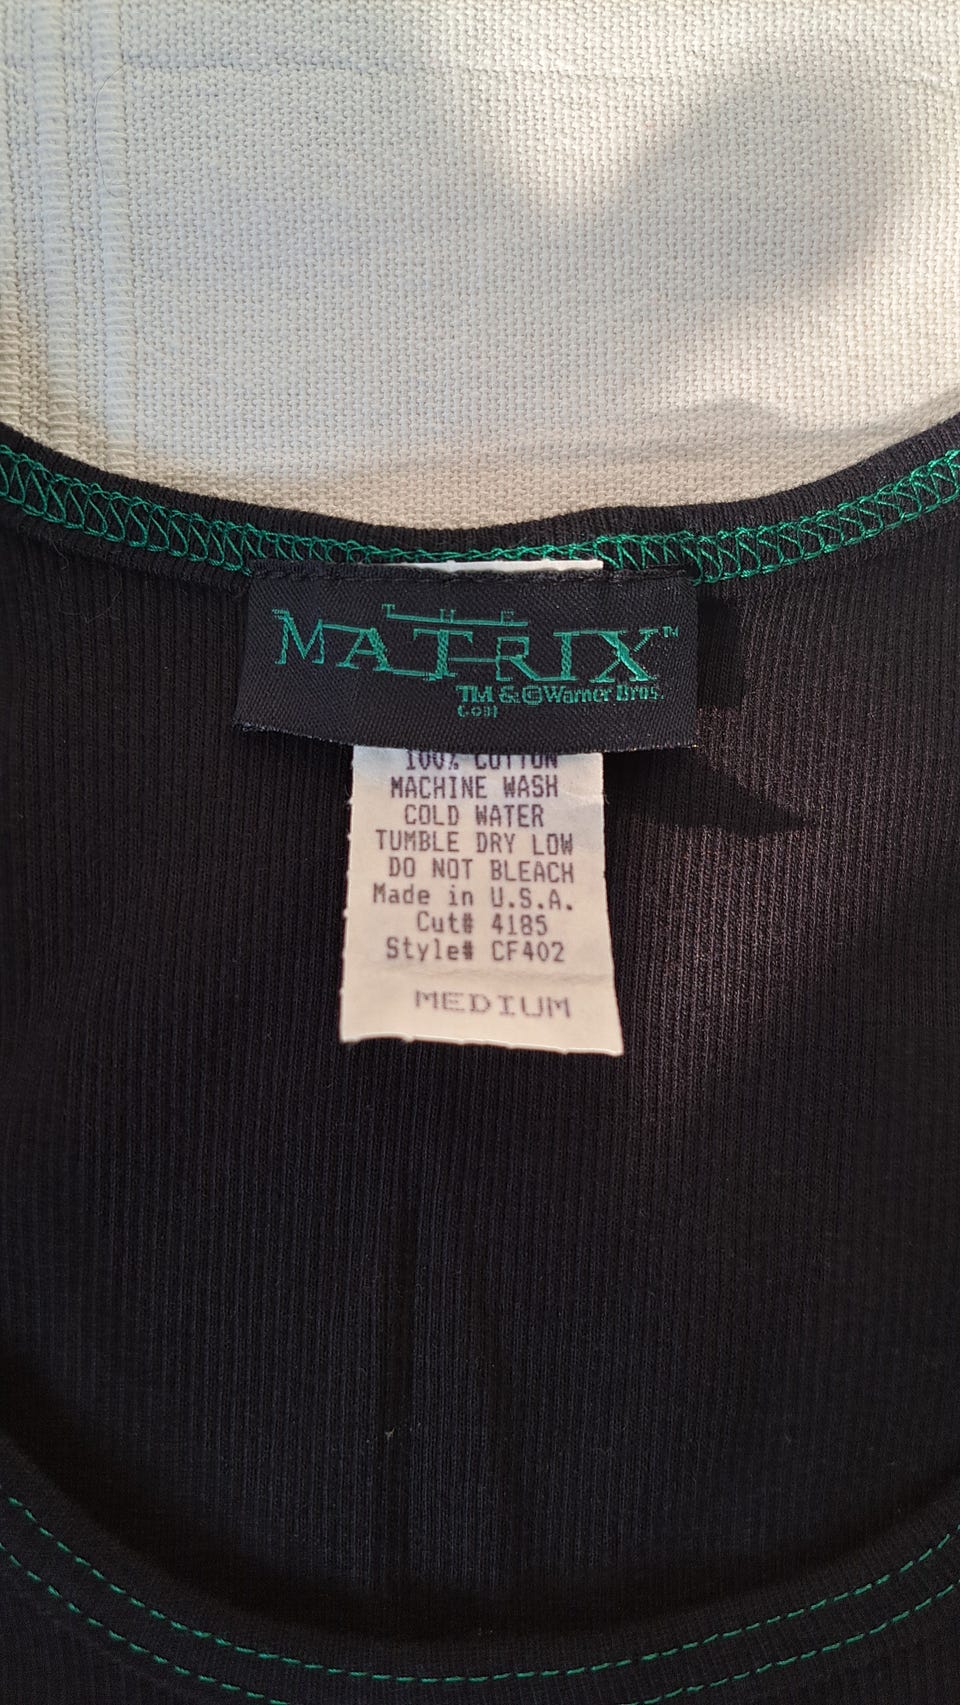 THE
MATRIX™
TM & © Warner Bros.
100% COTTON
MACHINE WASH
COLD WATER
TUMBLE DRY LOW
DO NOT BLEACH
Made in U.S.A.
Cut# 4185
Style# CF402
MEDIUM